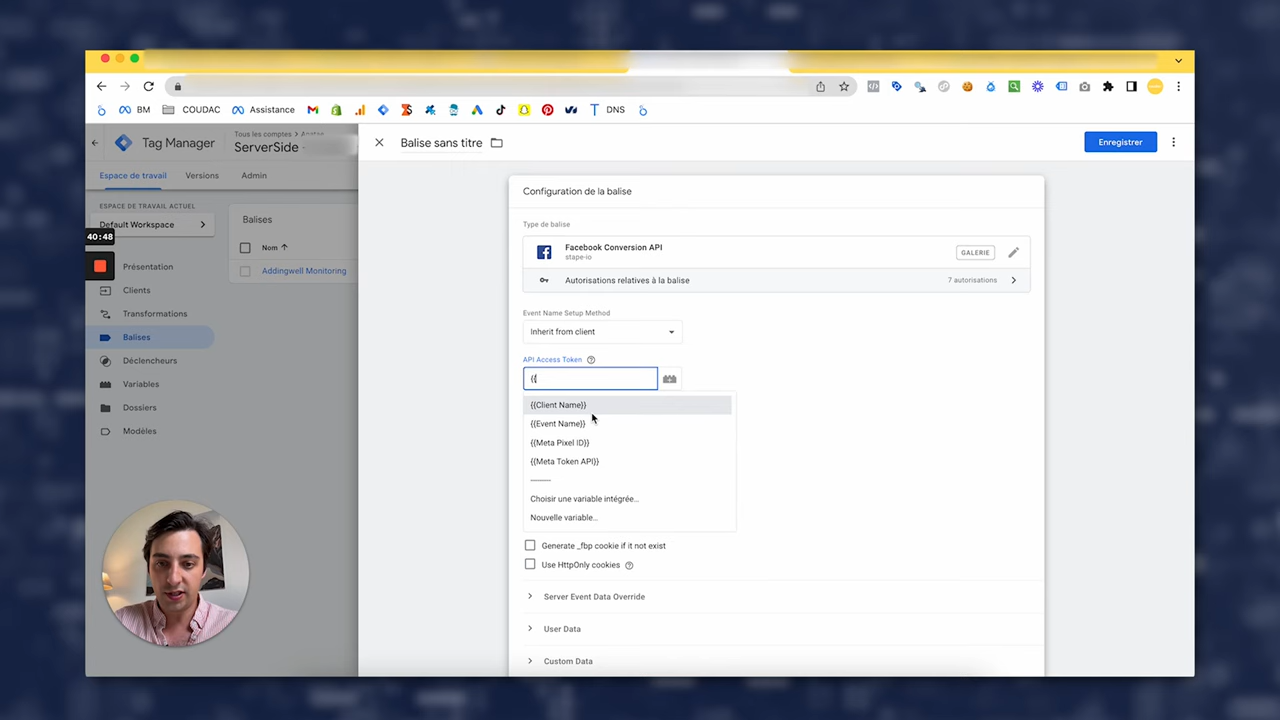 BM
COUDAC
Assistance
DNS
Tag Manager
Tous les comptes >
ServerSide -
Balise sans titre
Enregistrer
Espace de travail
Versions
Admin
ESPACE DE TRAVAIL ACTUEL
Default Workspace
40:48
Présentation
Clients
Transformations
Balises
Déclencheurs
Variables
Dossiers
Modèles
Balises
Nom
Addingwell Monitoring
Configuration de la balise
Type de balise
Facebook Conversion API
stape-io
GALERIE
Autorisations relatives à la balise
7 autorisations
Event Name Setup Method
Inherit from client
API Access Token
{{
{{Client Name}}
{{Event Name}}
{{Meta Pixel ID}}
{{Meta Token API}}
Choisir une variable intégrée...
Nouvelle variable...
Generate _fbp cookie if it not exist
Use HttpOnly cookies
Server Event Data Override
User Data
Custom Data